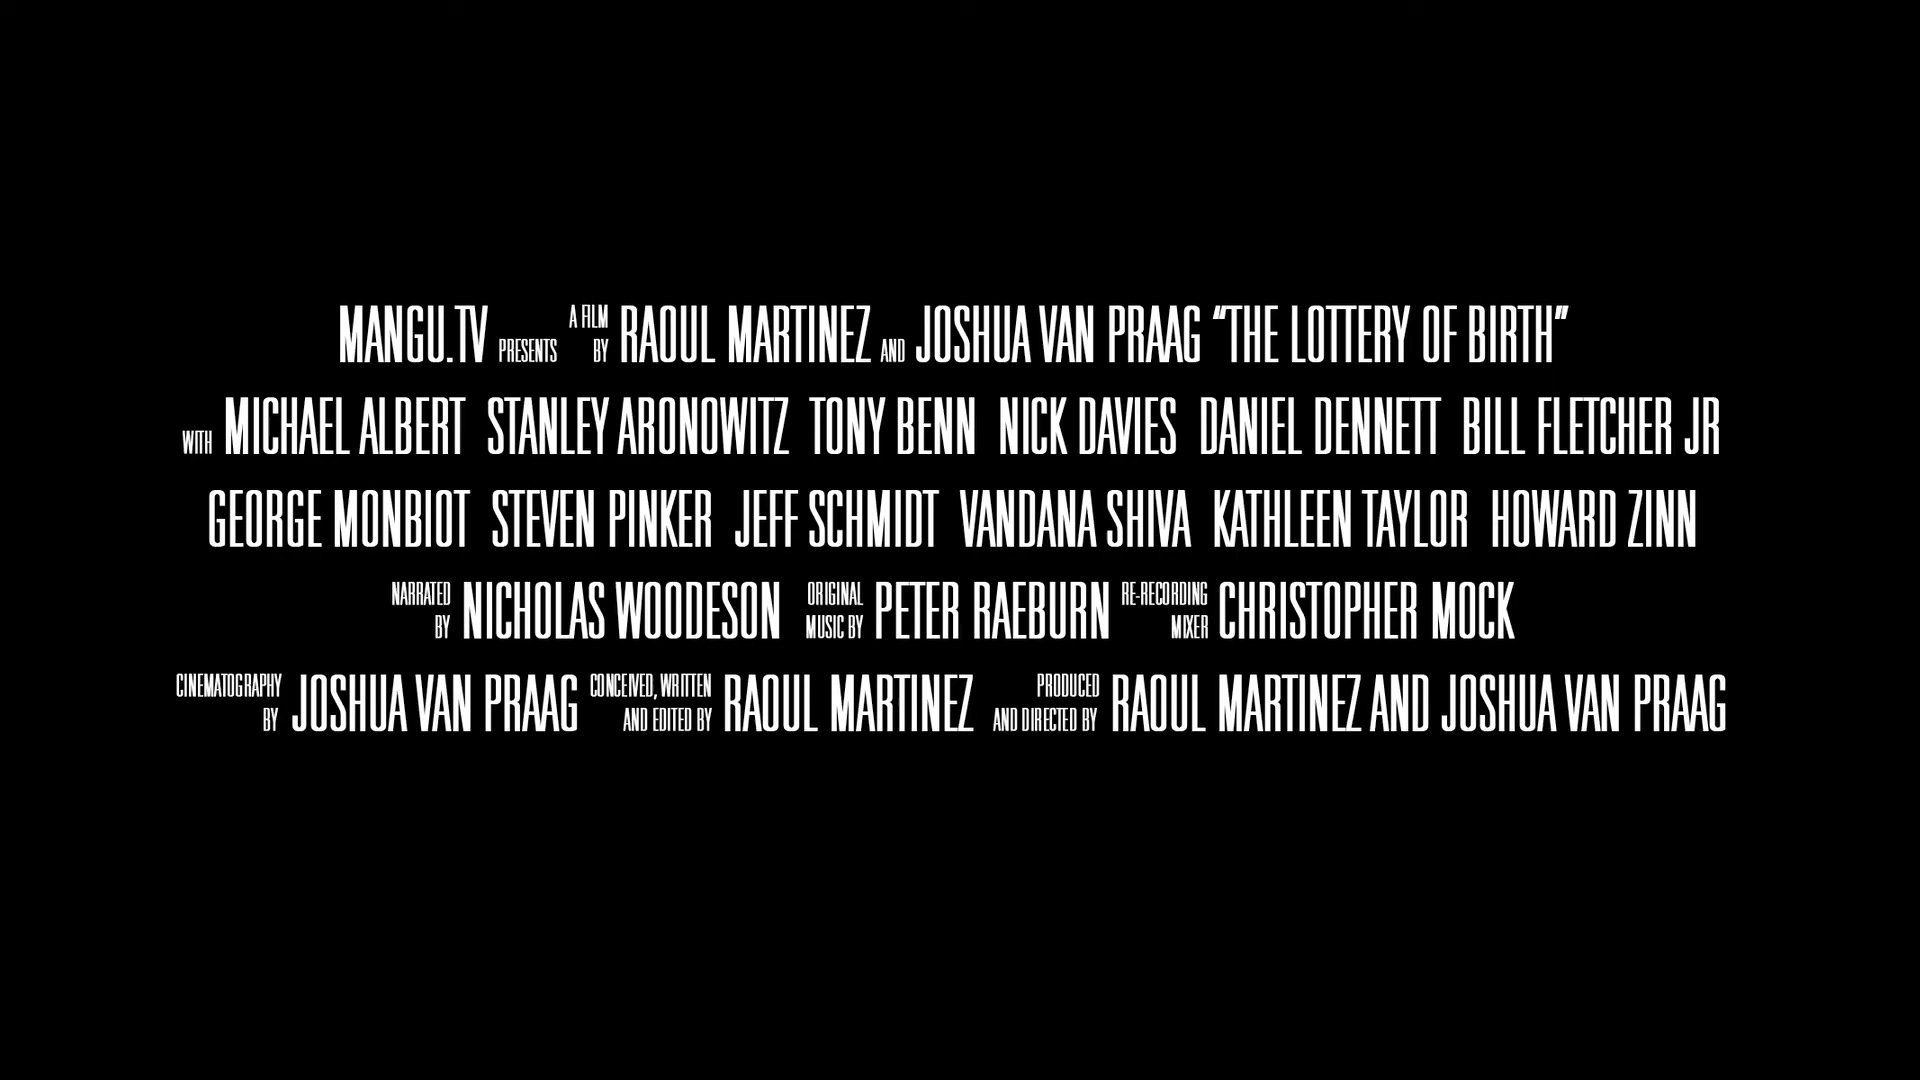 MANGU.TV PRESENTS A FILM BY RAOUL MARTINEZ AND JOSHUA VAN PRAAG “THE LOTTERY OF BIRTH”
WITH MICHAEL ALBERT STANLEY ARONOWITZ TONY BENN NICK DAVIES DANIEL DENNETT BILL FLETCHER JR
GEORGE MONBIOT STEVEN PINKER JEFF SCHMIDT VANDANA SHIVA KATHLEEN TAYLOR HOWARD ZINN
NARRATED BY NICHOLAS WOODESON ORIGINAL MUSIC BY PETER RAEBURN RE-RECORDING MIXER CHRISTOPHER MOCK
CINEMATOGRAPHY BY JOSHUA VAN PRAAG CONCEIVED, WRITTEN AND EDITED BY RAOUL MARTINEZ PRODUCED AND DIRECTED BY RAOUL MARTINEZ AND JOSHUA VAN PRAAG